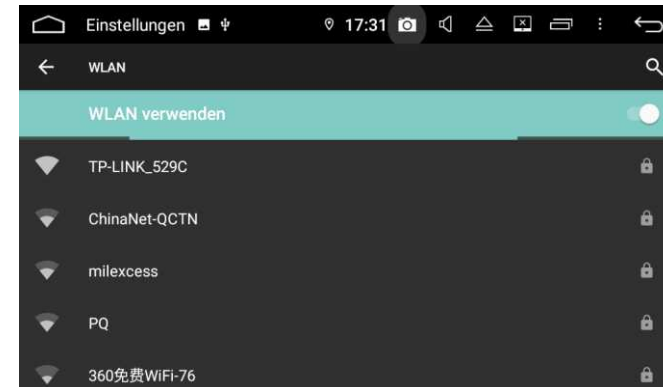 Einstellungen 17:31
WLAN
WLAN verwenden
TP-LINK_529C
ChinaNet-QCTN
milexcess
PQ
360免费WiFi-76